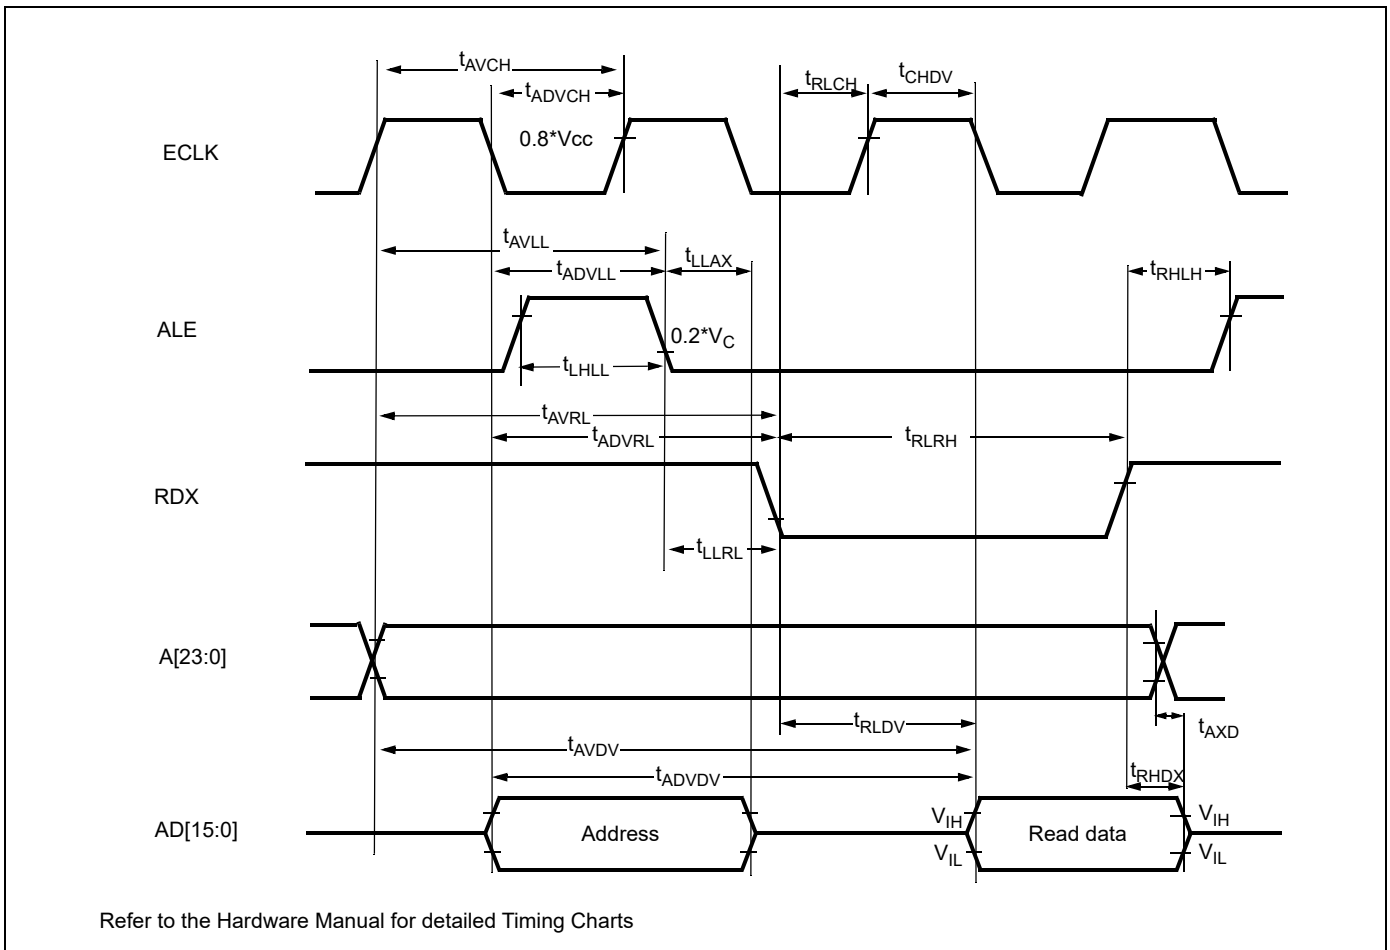 tAVCH
tADVCH
tRLCH
tCHDV
0.8*Vcc
ECLK
tAVLL
tADVLL
tLLAX
tRHLH
ALE
0.2*VC
tLHLL
tAVRL
tADVRL
tRLRH
RDX
tLLRL
A[23:0]
tRLDV
tAXD
tAVDV
tADVDV
tRHDX
AD[15:0]
Address
VIH
VIL
Read data
VIH
VIL
Refer to the Hardware Manual for detailed Timing Charts